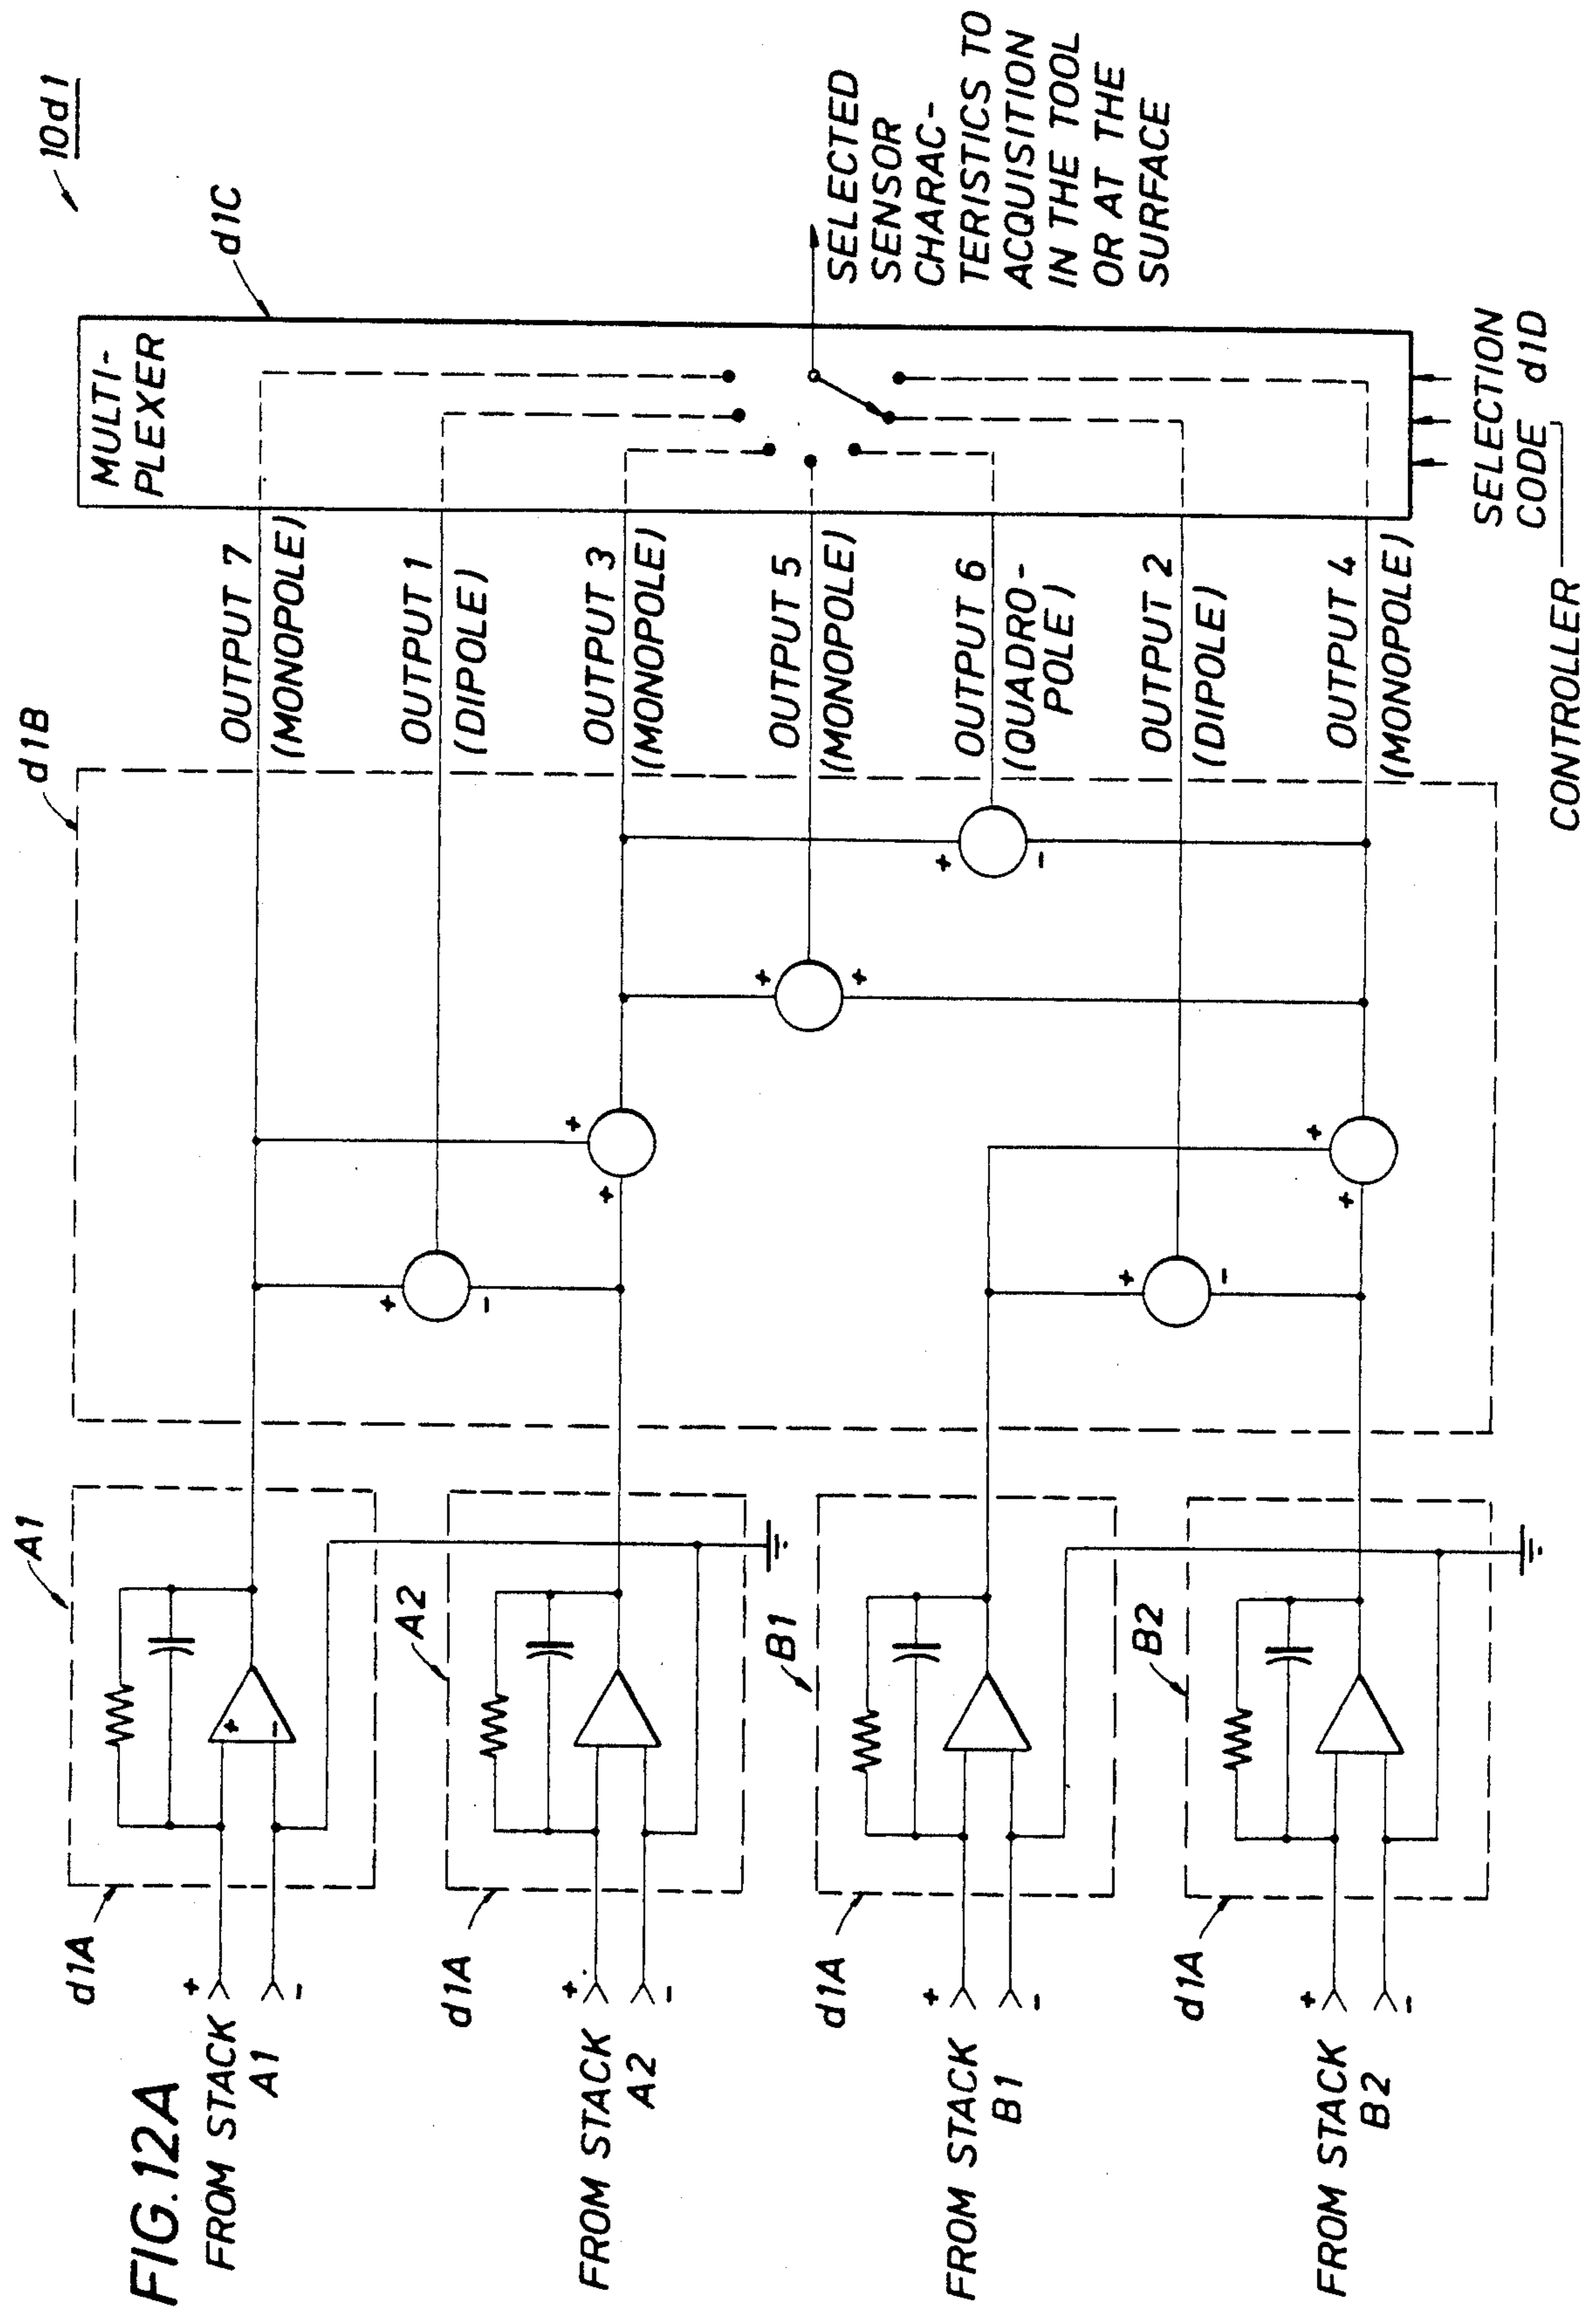 FIG.12A
10d1
A1
d1A
FROM STACK
A1
+
-
+
-
A2
d1A
FROM STACK
A2
+
-
B1
d1A
FROM STACK
B1
+
-
B2
d1A
FROM STACK
B2
+
-
d1B
+
-
+
+
+
+
+
-
+
-
+
+
OUTPUT 7
(MONOPOLE)
OUTPUT 1
(DIPOLE)
OUTPUT 3
(MONOPOLE)
OUTPUT 5
(MONOPOLE)
OUTPUT 6
(QUADRO-
POLE)
OUTPUT 2
(DIPOLE)
OUTPUT 4
(MONOPOLE)
d1C
MULTI-
PLEXER
SELECTED
SENSOR
CHARAC-
TERISTICS TO
ACQUISITION
IN THE TOOL
OR AT THE
SURFACE
SELECTION
CODE d1D
CONTROLLER